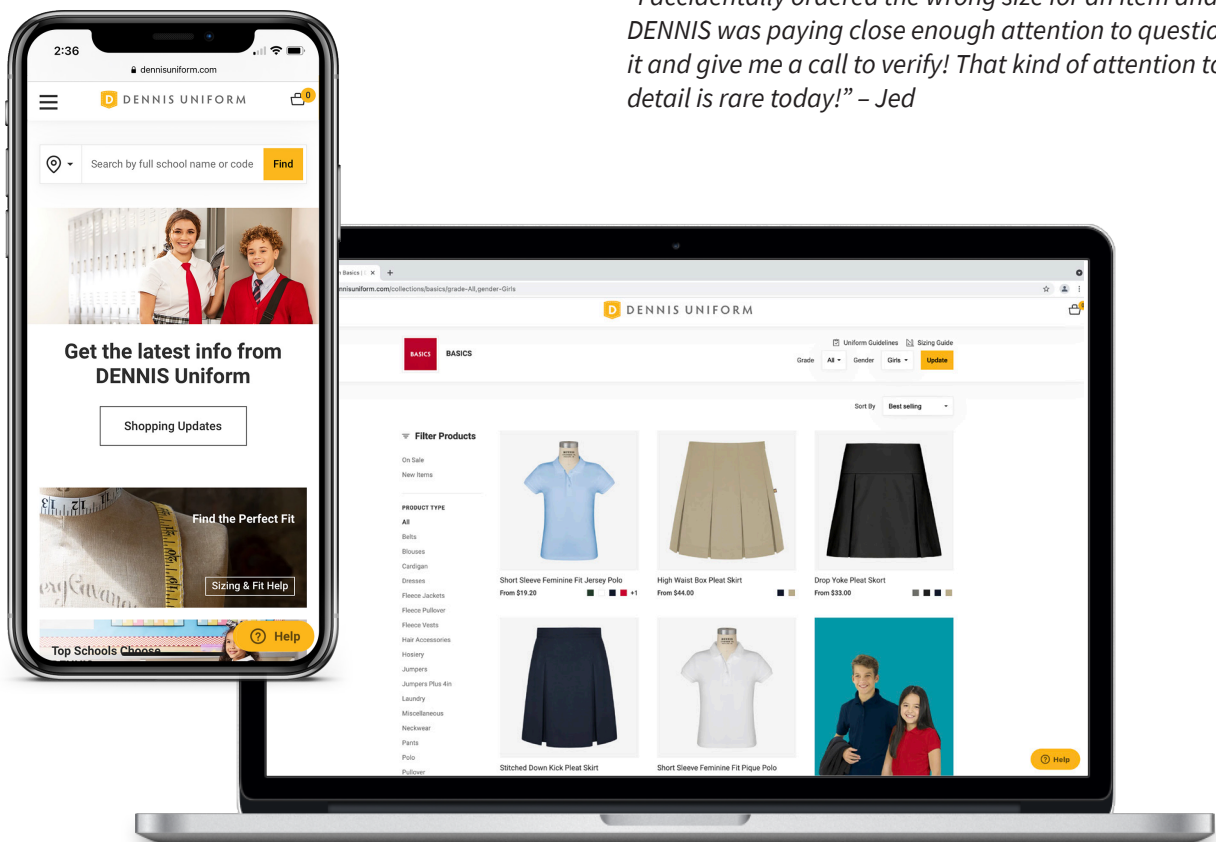 "I accidentally ordered the wrong size for an item and
DENNIS was paying close enough attention to questio
it and give me a call to verify! That kind of attention to
detail is rare today!” – Jed
2:36
dennisuniform.com
D DENNIS UNIFORM 0
Search by full school name or code Find
Get the latest info from
DENNIS Uniform
Shopping Updates
Find the Perfect Fit
Sizing & Fit Help
Top Schools Choose
Help
n Basics | × +
nnisuniform.com/collections/basics/grade-All,gender-Girls
D DENNIS UNIFORM
BASICS BASICS
Uniform Guidelines Sizing Guide
Grade All Gender Girls Update
Sort By Best selling
Filter Products
On Sale
New Items
PRODUCT TYPE
All
Belts
Blouses
Cardigan
Dresses
Fleece Jackets
Fleece Pullover
Fleece Vests
Hair Accessories
Hosiery
Jumpers
Jumpers Plus 4in
Laundry
Miscellaneous
Neckwear
Pants
Polo
Pullover
Short Sleeve Feminine Fit Jersey Polo
From $19.20 +1
High Waist Box Pleat Skirt
From $44.00
Drop Yoke Pleat Skort
From $33.00
Stitched Down Kick Pleat Skirt
Short Sleeve Feminine Fit Pique Polo
Help